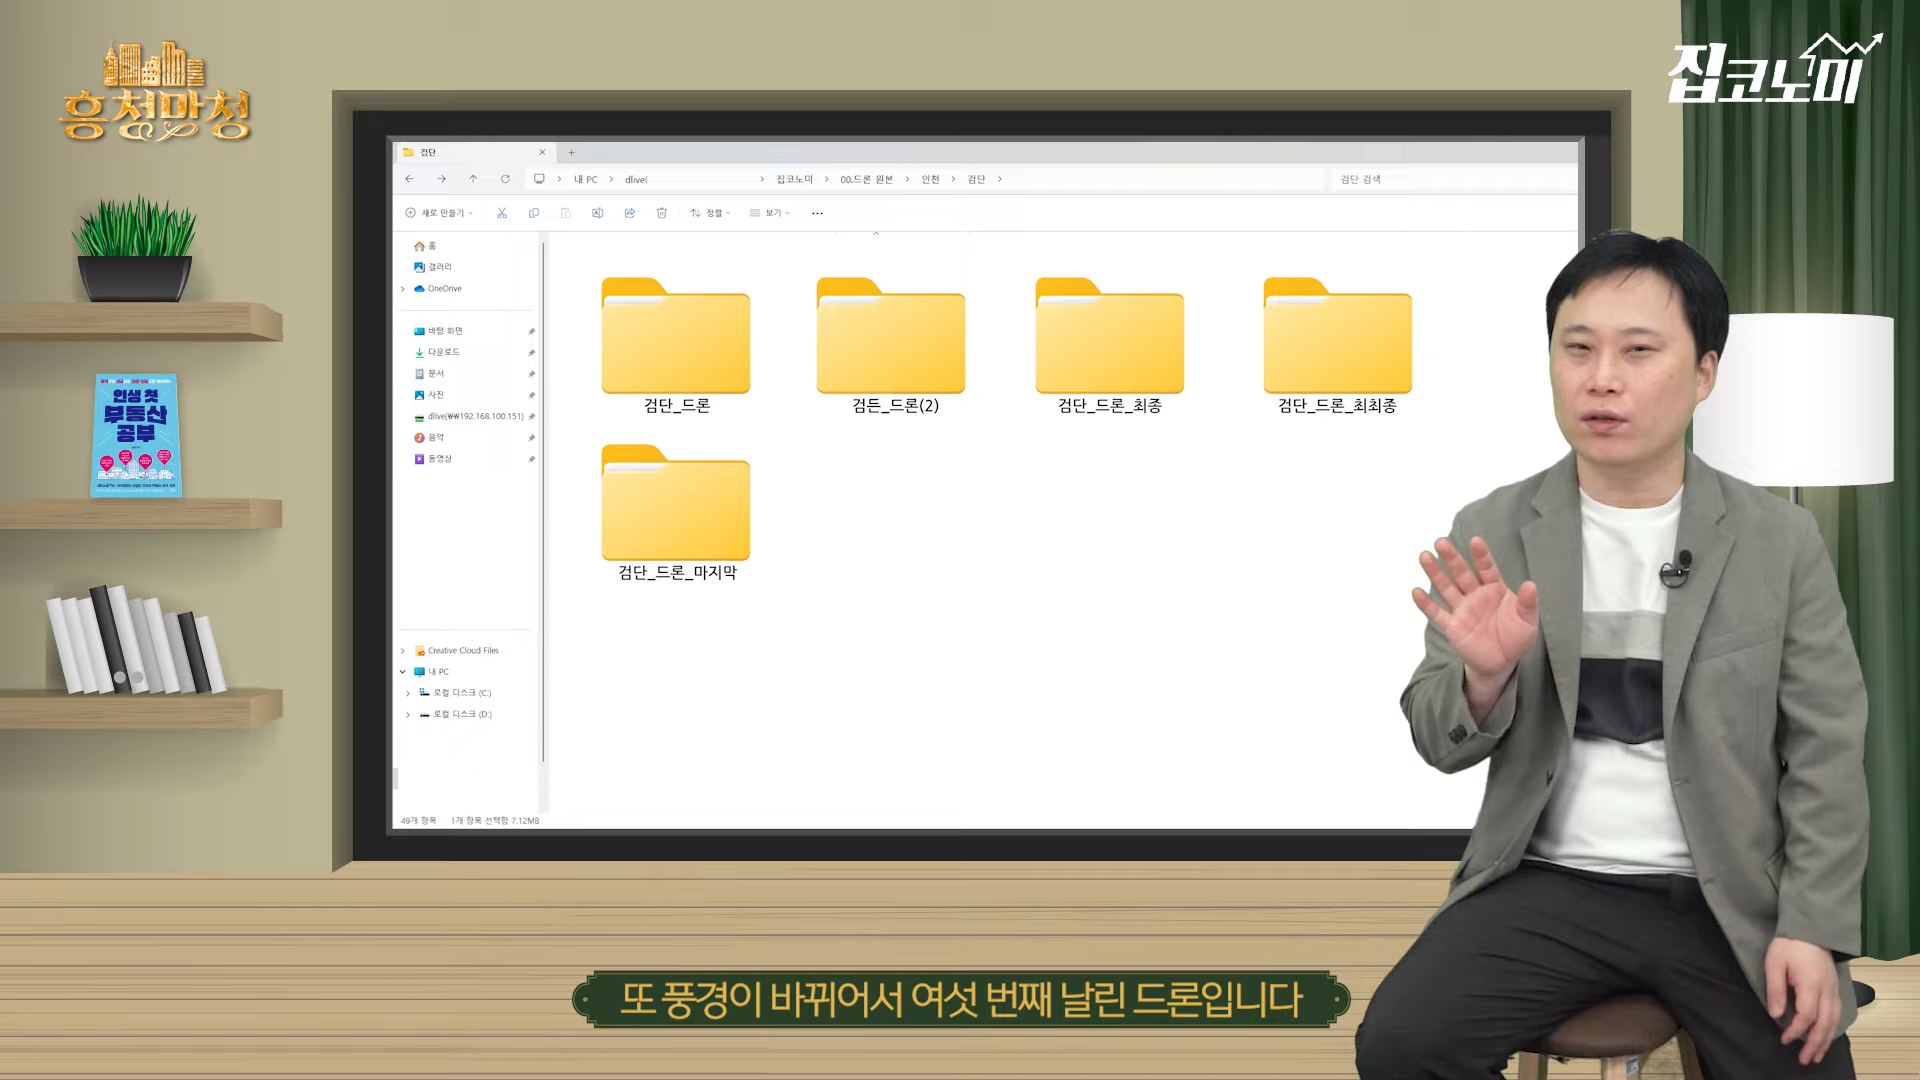 흥청망청
집코노미
검단
내 PC
dlive(
집코노미
00.드론 원본
인천
검단
검단 검색
새로 만들기
정렬
보기
홈
갤러리
OneDrive
바탕 화면
다운로드
문서
사진
dlive(₩₩192.168.100.151)
음악
동영상
Creative Cloud Files
내 PC
로컬 디스크 (C:)
로컬 디스크 (D:)
49개 항목
1개 항목 선택함 7.12MB
검단_드론
검든_드론(2)
검단_드론_최종
검단_드론_최최종
검단_드론_마지막
인생 첫
부동산
공부
또 풍경이 바뀌어서 여섯 번째 날린 드론입니다